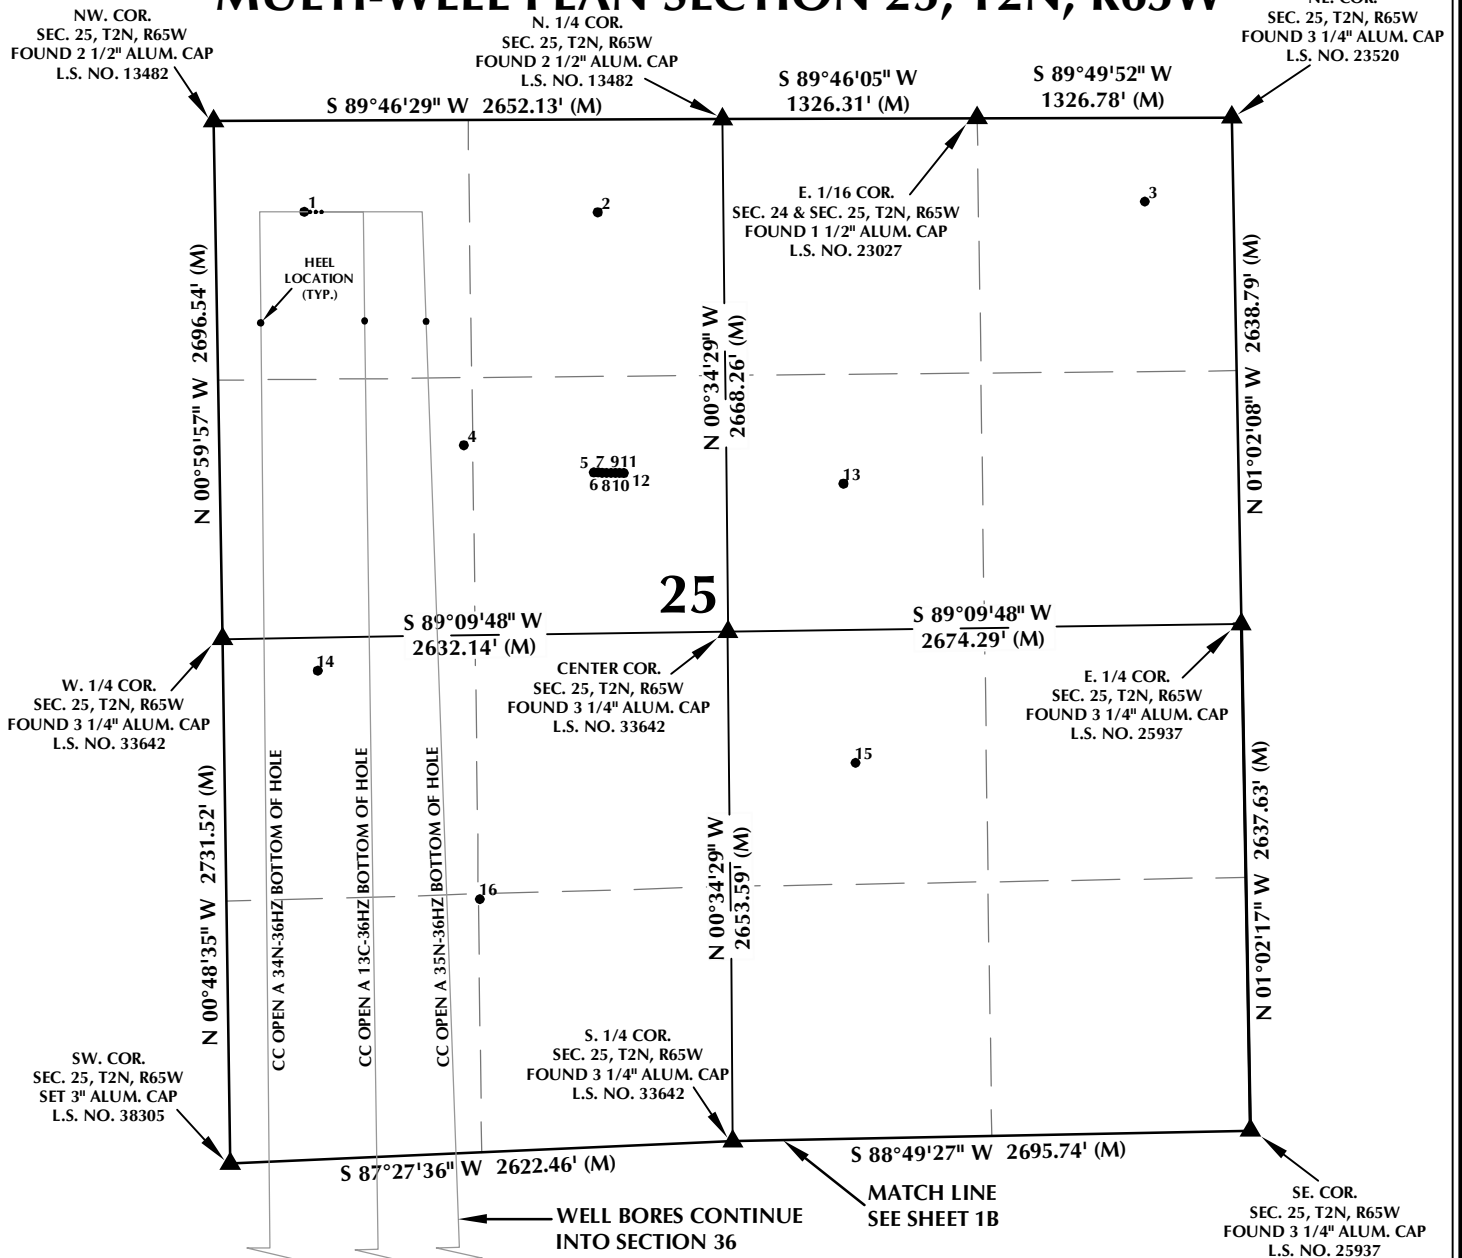 MULTI-WELL PLAN SECTION 25, T2N, R65W
NW. COR.
SEC. 25, T2N, R65W
FOUND 2 1/2" ALUM. CAP
L.S. NO. 13482
N. 1/4 COR.
SEC. 25, T2N, R65W
FOUND 2 1/2" ALUM. CAP
L.S. NO. 13482
NE. COR.
SEC. 25, T2N, R65W
FOUND 3 1/4" ALUM. CAP
L.S. NO. 23520
S 89°46'29" W 2652.13' (M)
S 89°46'05" W
1326.31' (M)
S 89°49'52" W
1326.78' (M)
E. 1/16 COR.
SEC. 24 & SEC. 25, T2N, R65W
FOUND 1 1/2" ALUM. CAP
L.S. NO. 23027
1
2
3
HEEL
LOCATION
(TYP.)
N 00°59'57" W 2696.54' (M)
N 00°34'29" W
2668.26' (M)
N 01°02'08" W 2638.79' (M)
4
5 7 911
6 810 12
13
25
S 89°09'48" W
2632.14' (M)
S 89°09'48" W
2674.29' (M)
14
W. 1/4 COR.
SEC. 25, T2N, R65W
FOUND 3 1/4" ALUM. CAP
L.S. NO. 33642
CENTER COR.
SEC. 25, T2N, R65W
FOUND 3 1/4" ALUM. CAP
L.S. NO. 33642
E. 1/4 COR.
SEC. 25, T2N, R65W
FOUND 3 1/4" ALUM. CAP
L.S. NO. 25937
15
16
N 00°48'35" W 2731.52' (M)
CC OPEN A 34N-36HZ BOTTOM OF HOLE
CC OPEN A 13C-36HZ BOTTOM OF HOLE
CC OPEN A 35N-36HZ BOTTOM OF HOLE
N 00°34'29" W
2653.59' (M)
N 01°02'17" W 2637.63' (M)
SW. COR.
SEC. 25, T2N, R65W
SET 3" ALUM. CAP
L.S. NO. 38305
S. 1/4 COR.
SEC. 25, T2N, R65W
FOUND 3 1/4" ALUM. CAP
L.S. NO. 33642
S 87°27'36" W 2622.46' (M)
S 88°49'27" W 2695.74' (M)
MATCH LINE
SEE SHEET 1B
WELL BORES CONTINUE
INTO SECTION 36
SE. COR.
SEC. 25, T2N, R65W
FOUND 3 1/4" ALUM. CAP
L.S. NO. 25937